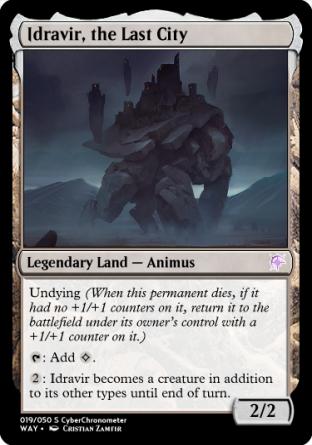 Idravir, the Last City
Legendary Land — Animus
Undying (When this permanent dies, if it
had no +1/+1 counters on it, return it to the
battlefield under its owner's control with a
+1/+1 counter on it.)
: Add .
2: Idravir becomes a creature in addition
to its other types until end of turn.
2/2
019/050 S CyberChronometer
WAY • Cristian Zamfir